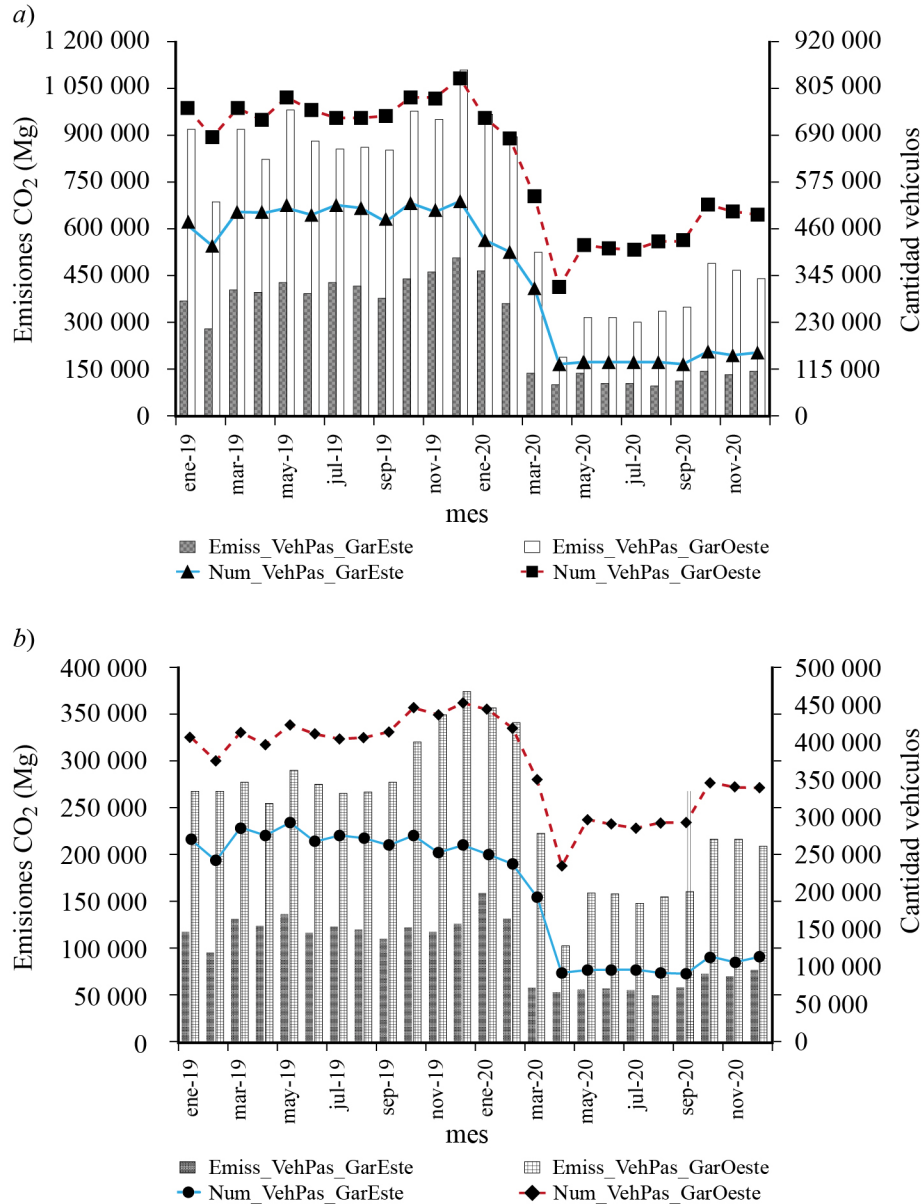 a)
Emisiones CO2 (Mg)
1 200 000
1 050 000
900 000
750 000
600 000
450 000
300 000
150 000
0
920 000
805 000
690 000
575 000
460 000
345 000
230 000
115 000
0
Cantidad vehículos
ene-19
mar-19
may-19
jul-19
sep-19
nov-19
ene-20
mar-20
may-20
jul-20
sep-20
nov-20
mes
Emiss_VehPas_GarEste
Emiss_VehPas_GarOeste
Num_VehPas_GarEste
Num_VehPas_GarOeste
b)
Emisiones CO2 (Mg)
400 000
350 000
300 000
250 000
200 000
150 000
100 000
50 000
0
500 000
450 000
400 000
350 000
300 000
250 000
200 000
150 000
100 000
50 000
0
Cantidad vehículos
ene-19
mar-19
may-19
jul-19
sep-19
nov-19
ene-20
mar-20
may-20
jul-20
sep-20
nov-20
mes
Emiss_VehPas_GarEste
Emiss_VehPas_GarOeste
Num_VehPas_GarEste
Num_VehPas_GarOeste